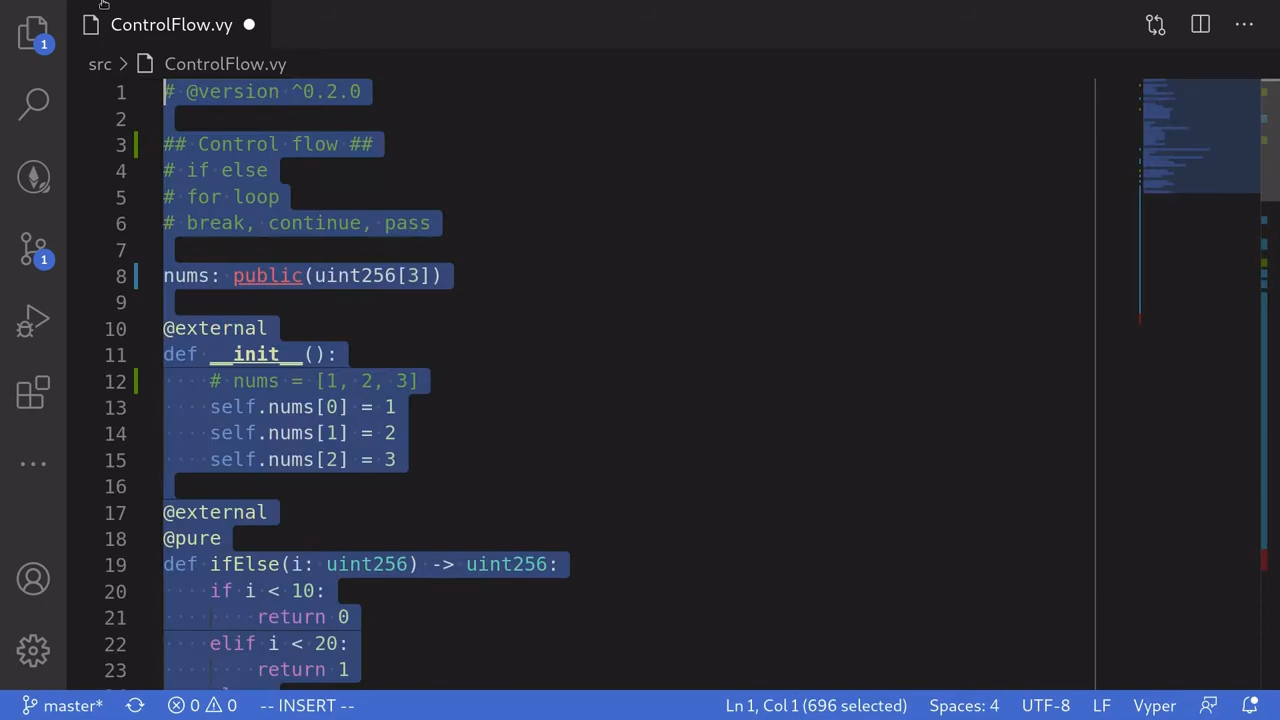 ControlFlow.vy
1
src > ControlFlow.vy
1 # @version ^0.2.0
2
3 ## Control flow ##
4 # if else
5 # for loop
6 # break, continue, pass
7
8 nums: public(uint256[3])
9
10 @external
11 def __init__():
12     # nums = [1, 2, 3]
13     self.nums[0] = 1
14     self.nums[1] = 2
15     self.nums[2] = 3
16
17 @external
18 @pure
19 def ifElse(i: uint256) -> uint256:
20     if i < 10:
21         return 0
22     elif i < 20:
23         return 1
1
master* 0 0 -- INSERT -- Ln 1, Col 1 (696 selected) Spaces: 4 UTF-8 LF Vyper